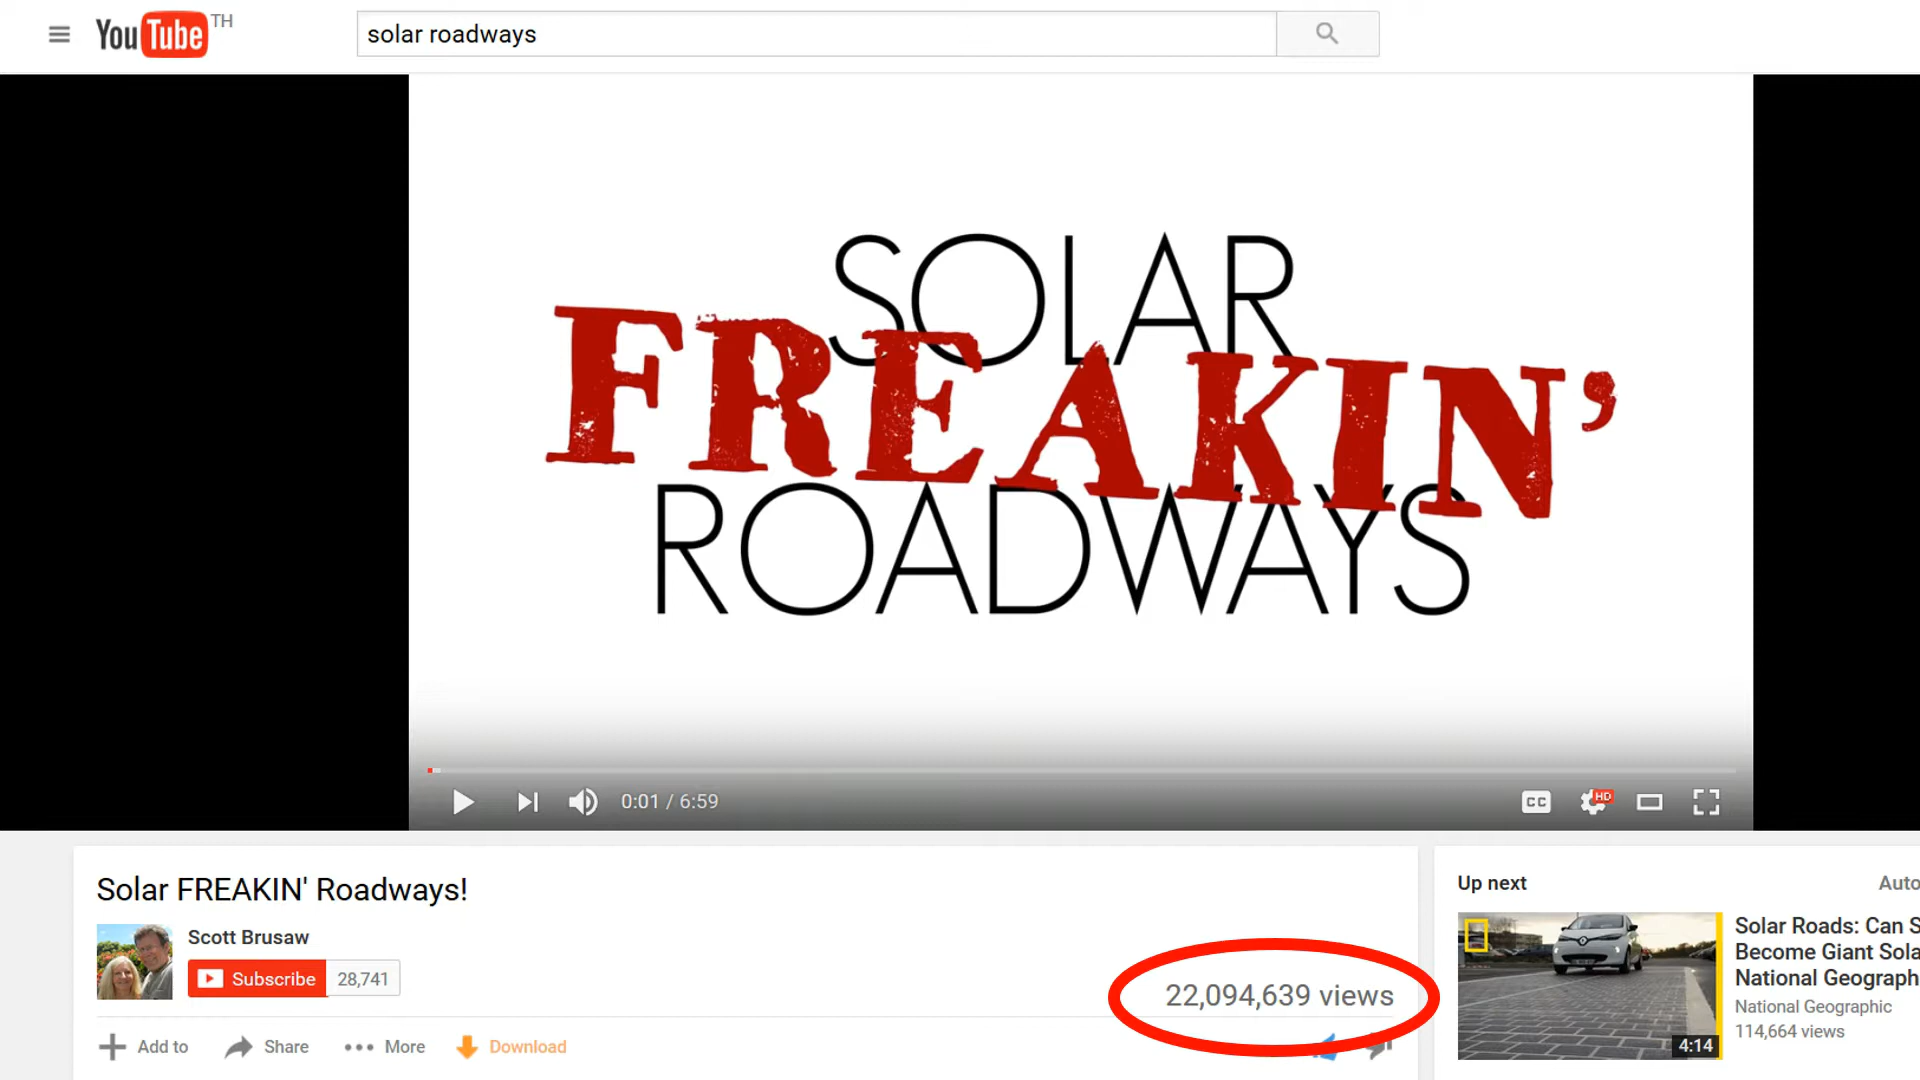 YouTube TH
solar roadways
SOLAR
FREAKIN'
ROADWAYS
0:01 / 6:59
CC
HD
Solar FREAKIN' Roadways!
Scott Brusaw
Subscribe 28,741
22,094,639 views
Add to
Share
More
Download
Up next
Auto
Solar Roads: Can S
Become Giant Sola
National Geograph
National Geographic
114,664 views
4:14